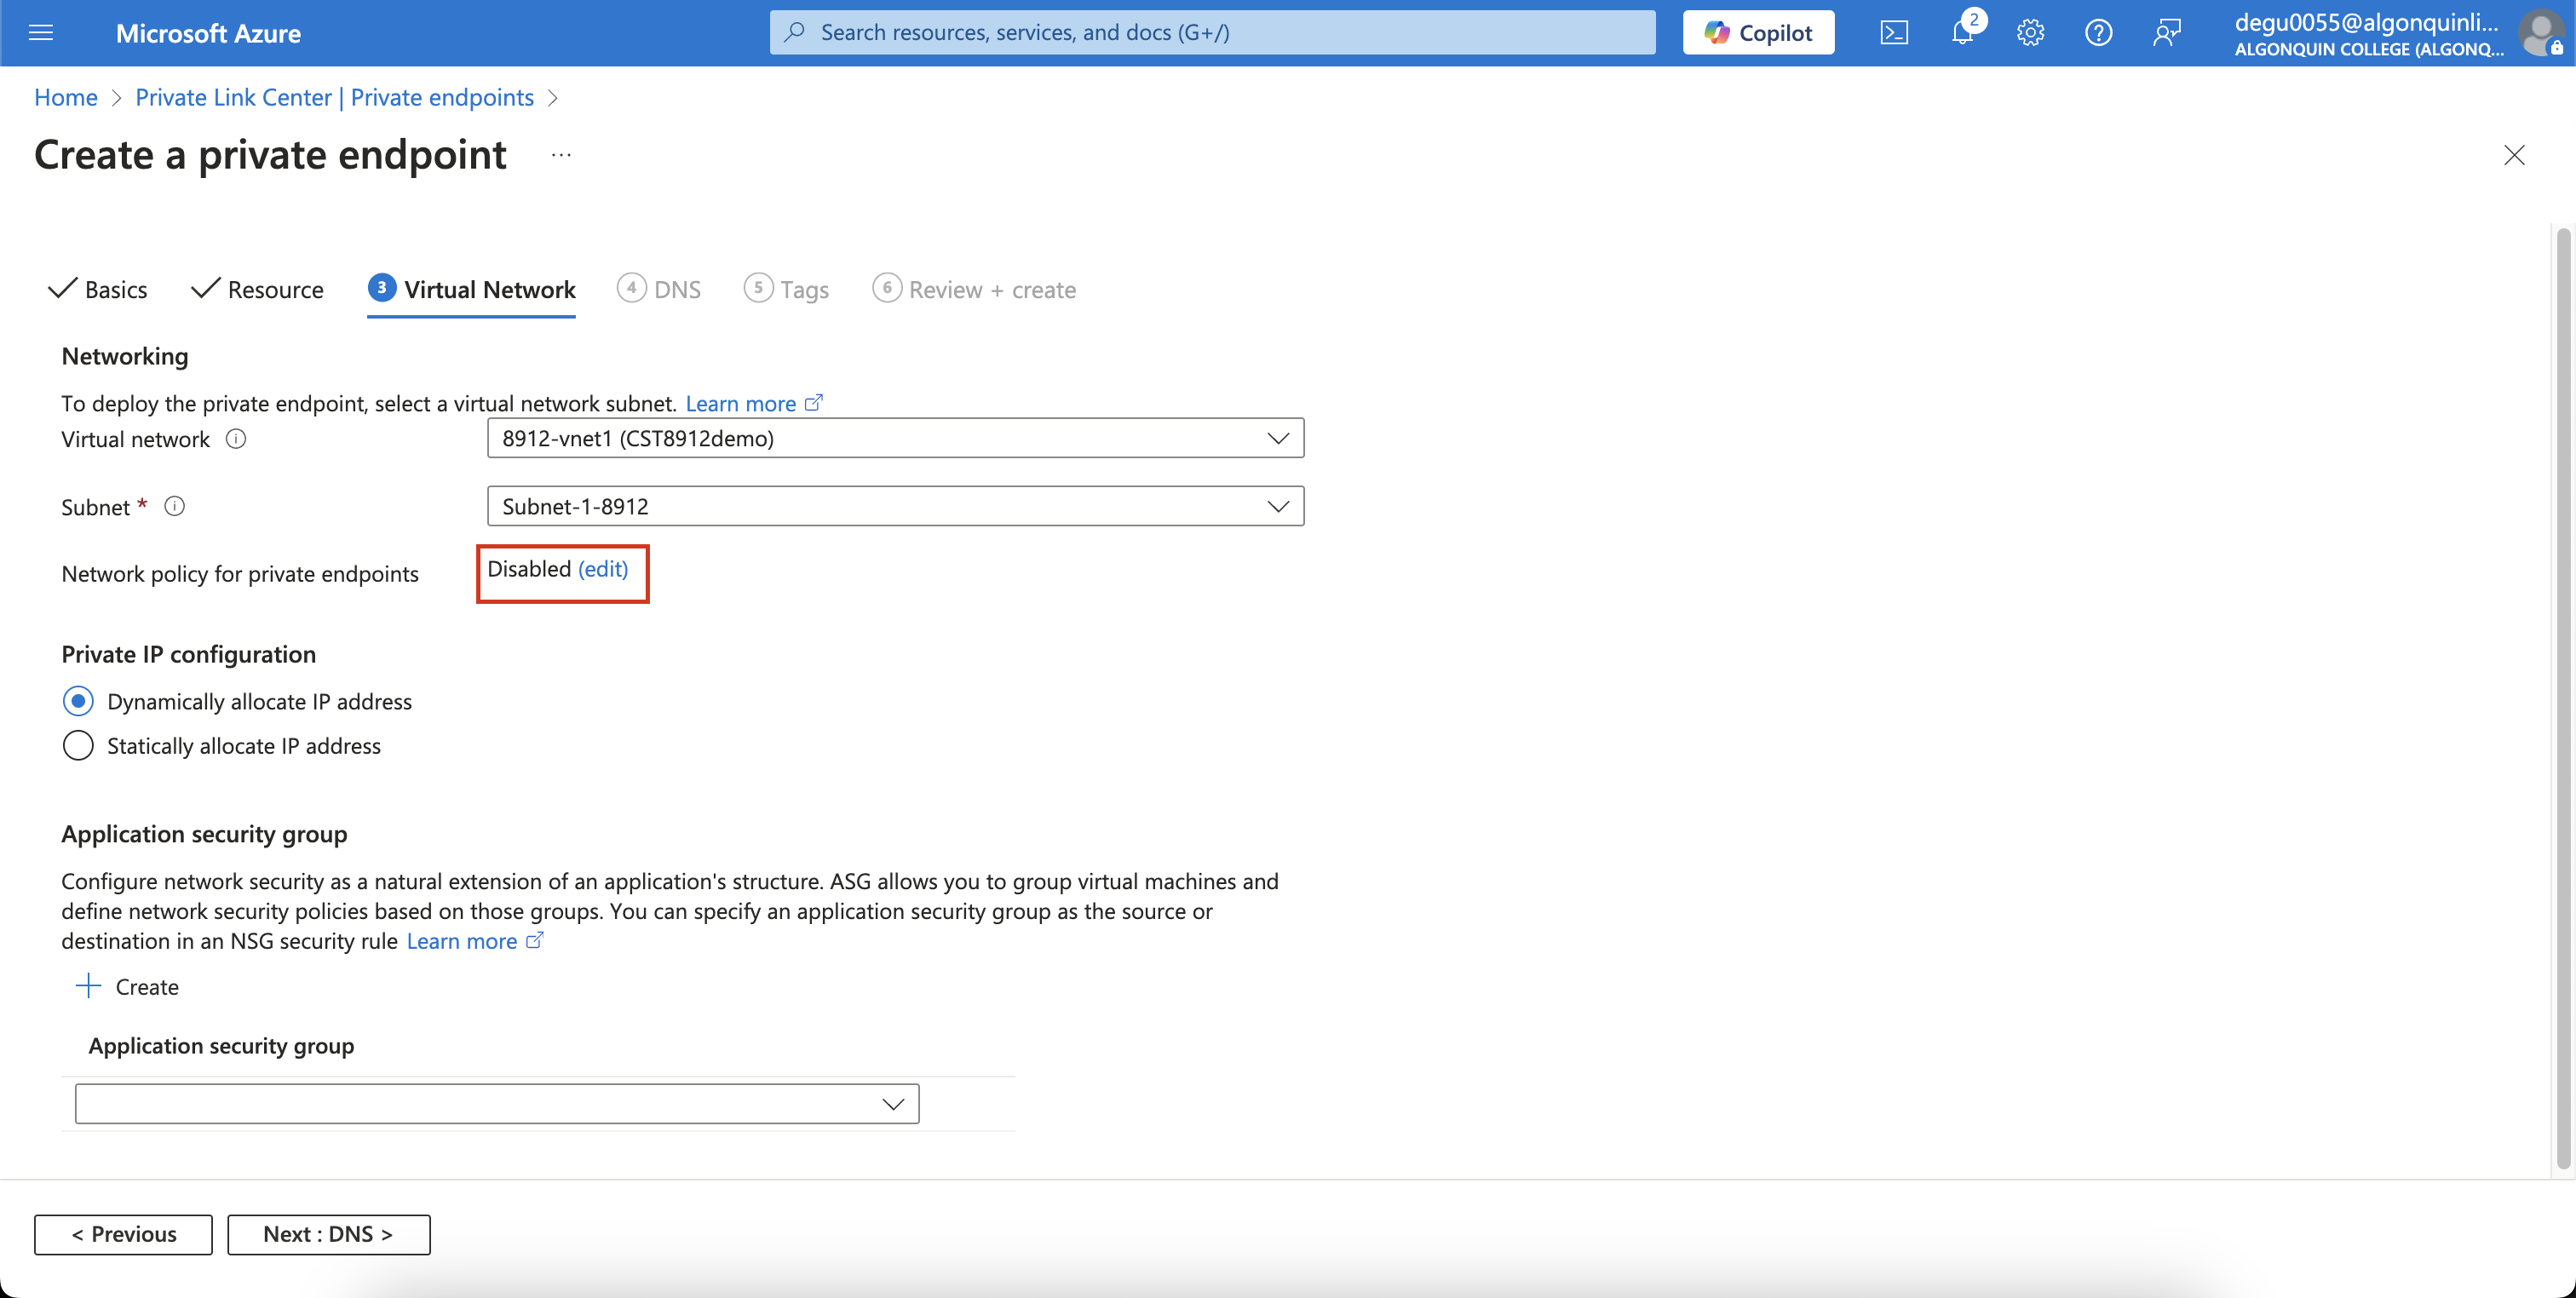 Microsoft Azure
Search resources, services, and docs (G+/)
Copilot
2
degu0055@algonquinli...
ALGONQUIN COLLEGE (ALGONQ...
Home > Private Link Center | Private endpoints >
Create a private endpoint ...
Basics
Resource
3 Virtual Network
4 DNS
5 Tags
6 Review + create
Networking
To deploy the private endpoint, select a virtual network subnet. Learn more
Virtual network
8912-vnet1 (CST8912demo)
Subnet *
Subnet-1-8912
Network policy for private endpoints
Disabled (edit)
Private IP configuration
Dynamically allocate IP address
Statically allocate IP address
Application security group
Configure network security as a natural extension of an application's structure. ASG allows you to group virtual machines and
define network security policies based on those groups. You can specify an application security group as the source or
destination in an NSG security rule Learn more
+ Create
Application security group
< Previous
Next : DNS >